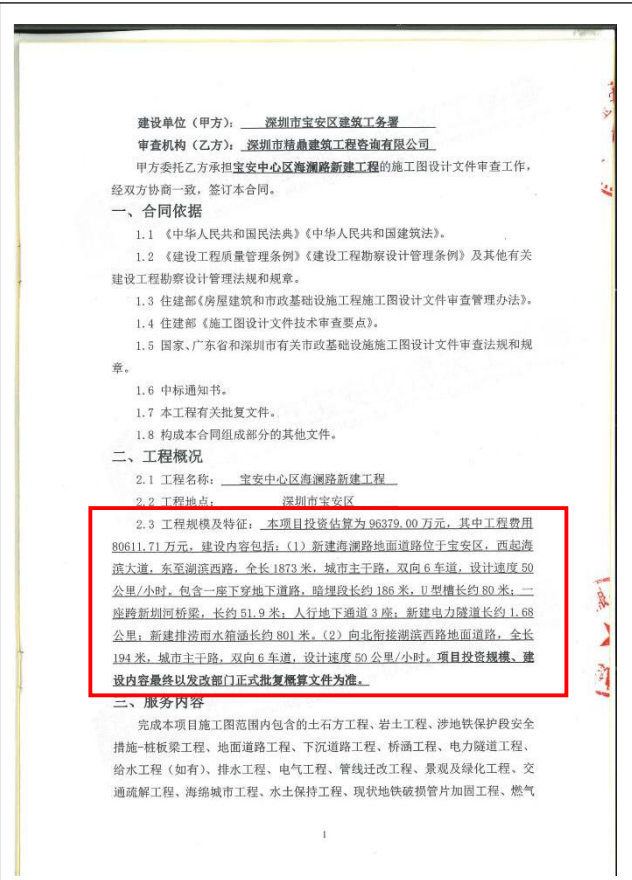 建设单位（甲方）：深圳市宝安区建筑工务署
审查机构（乙方）：深圳市精鼎建筑工程咨询有限公司
甲方委托乙方承担宝安中心区海澜路新建工程的施工图设计文件审查工作，
经双方协商一致，签订本合同。
一、合同依据
1.1 《中华人民共和国民法典》《中华人民共和国建筑法》。
1.2 《建设工程质量管理条例》《建设工程勘察设计管理条例》及其他有关
建设工程勘察设计管理法规和规章。
1.3 住建部《房屋建筑和市政基础设施工程施工图设计文件审查管理办法》。
1.4 住建部《施工图设计文件技术审查要点》。
1.5 国家、广东省和深圳市有关市政基础设施施工图设计文件审查法规和规
章。
1.6 中标通知书。
1.7 本工程有关批复文件。
1.8 构成本合同组成部分的其他文件。
二、工程概况
2.1 工程名称：宝安中心区海澜路新建工程
2.2 工程地点：深圳市宝安区
2.3 工程规模及特征：本项目投资估算为 96379.00 万元，其中工程费用
80611.71 万元，建设内容包括：（1）新建海澜路地面道路位于宝安区，西起海
滨大道，东至湖滨西路，全长 1873 米，城市主干路，双向 6 车道，设计速度 50
公里/小时。包含一座下穿地下道路，暗埋段长约 186 米，U 型槽长约 80 米；一
座跨新圳河桥梁，长约 51.9 米；人行地下通道 3 座；新建电力隧道长约 1.68
公里；新建排涝雨水箱涵长约 801 米。（2）向北衔接湖滨西路地面道路，全长
194 米，城市主干路，双向 6 车道，设计速度 50 公里/小时。项目投资规模、建
设内容最终以发改部门正式批复概算文件为准。
三、服务内容
完成本项目施工图范围内包含的土石方工程、岩土工程、涉地铁保护段安全
措施-桩板梁工程、地面道路工程、下沉道路工程、桥涵工程、电力隧道工程、
给水工程（如有）、排水工程、电气工程、管线迁改工程、景观及绿化工程、交
通疏解工程、海绵城市工程、水土保持工程、现状地铁破损管片加固工程、燃气
1